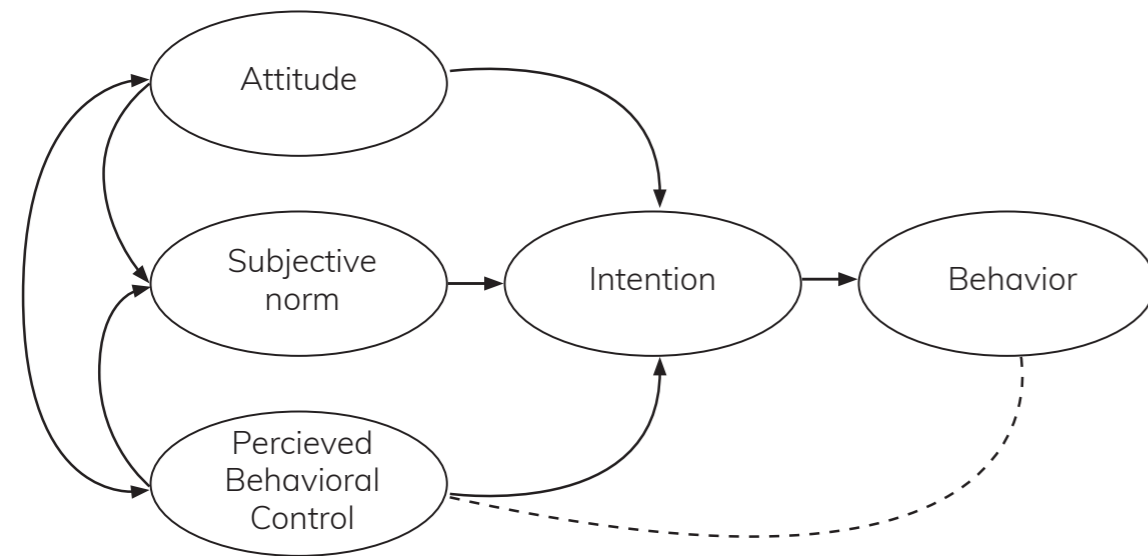 Attitude
Subjective
norm
Intention
Behavior
Percieved
Behavioral
Control